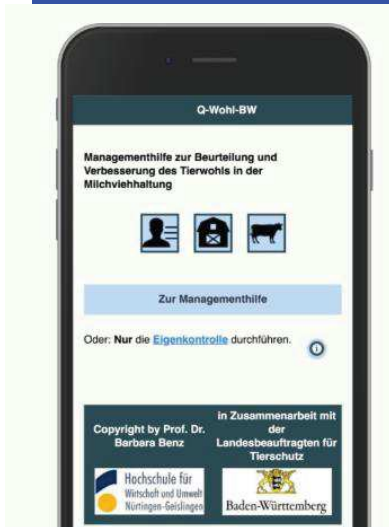 Q-Wohl-BW
Managementhilfe zur Beurteilung und
Verbesserung des Tierwohls in der
Milchviehhaltung
Zur Managementhilfe
Oder: Nur die Eigenkontrolle durchführen.
Copyright by Prof. Dr.
Barbara Benz
in Zusammenarbeit mit
der
Landesbeauftragten für
Tierschutz
Hochschule für
Wirtschaft und Umwelt
Nürtingen-Geislingen
Baden-Württemberg